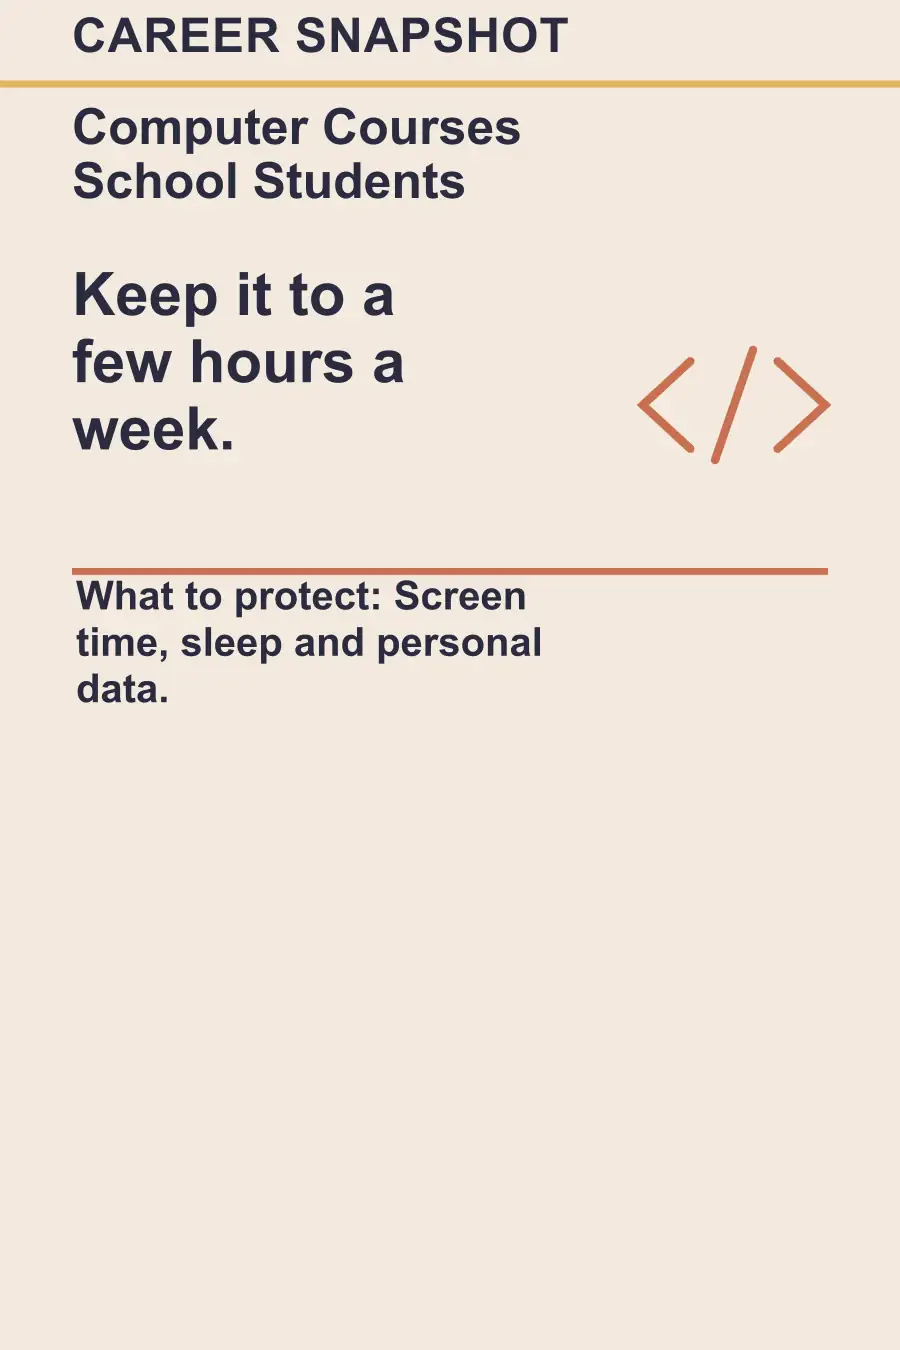 CAREER SNAPSHOT
Computer Courses
School Students
Keep it to a
few hours a
week.
</>
What to protect: Screen
time, sleep and personal
data.